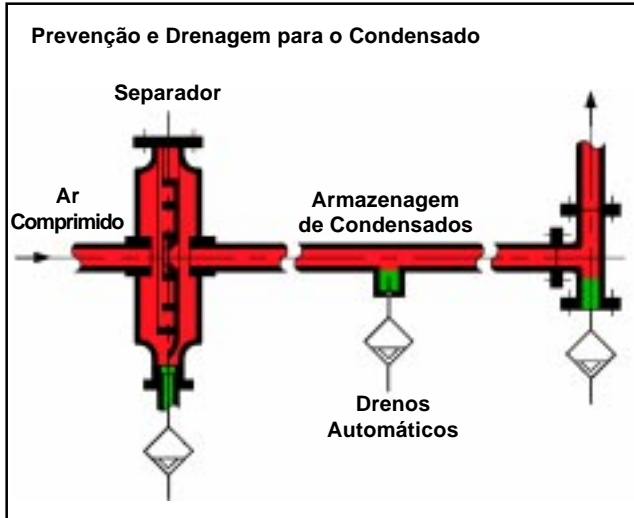 Prevenção e Drenagem para o Condensado
Separador
Ar
Comprimido
Armazenagem
de Condensados
Drenos
Automáticos